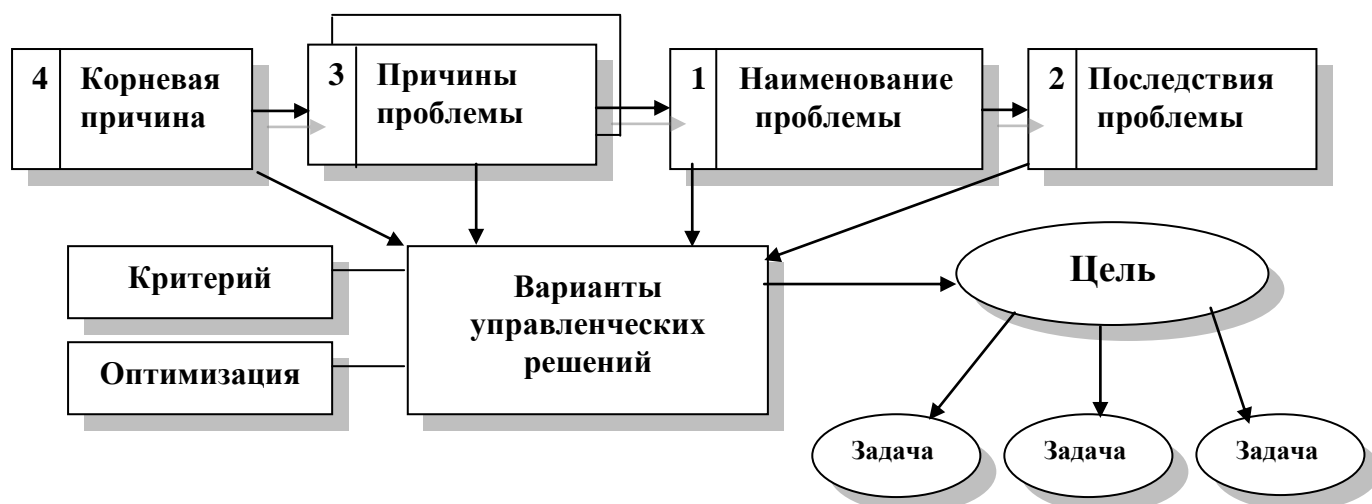 4 Корневая
причина
3 Причины
проблемы
1 Наименование
проблемы
2 Последствия
проблемы
Критерий
Оптимизация
Варианты
управленческих
решений
Цель
Задача
Задача
Задача